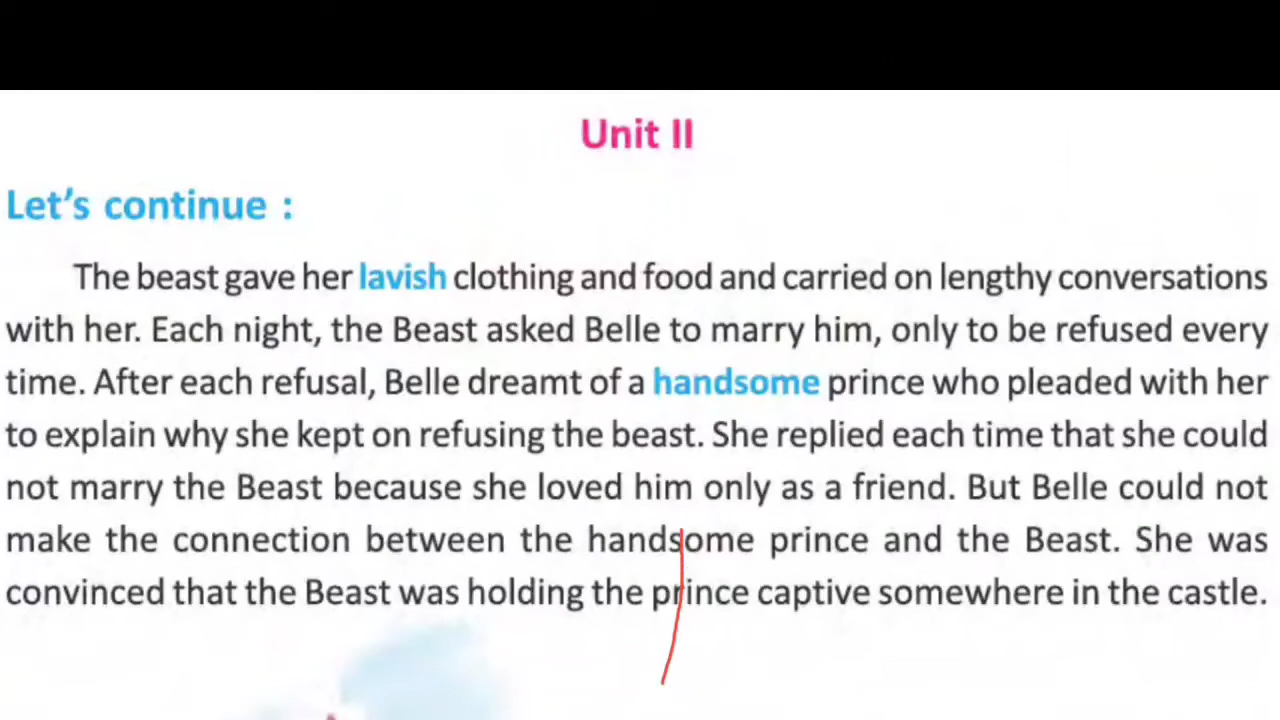 Unit II
Let's continue :
The beast gave her lavish clothing and food and carried on lengthy conversations
with her. Each night, the Beast asked Belle to marry him, only to be refused every
time. After each refusal, Belle dreamt of a handsome prince who pleaded with her
to explain why she kept on refusing the beast. She replied each time that she could
not marry the Beast because she loved him only as a friend. But Belle could not
make the connection between the handsome prince and the Beast. She was
convinced that the Beast was holding the prince captive somewhere in the castle.